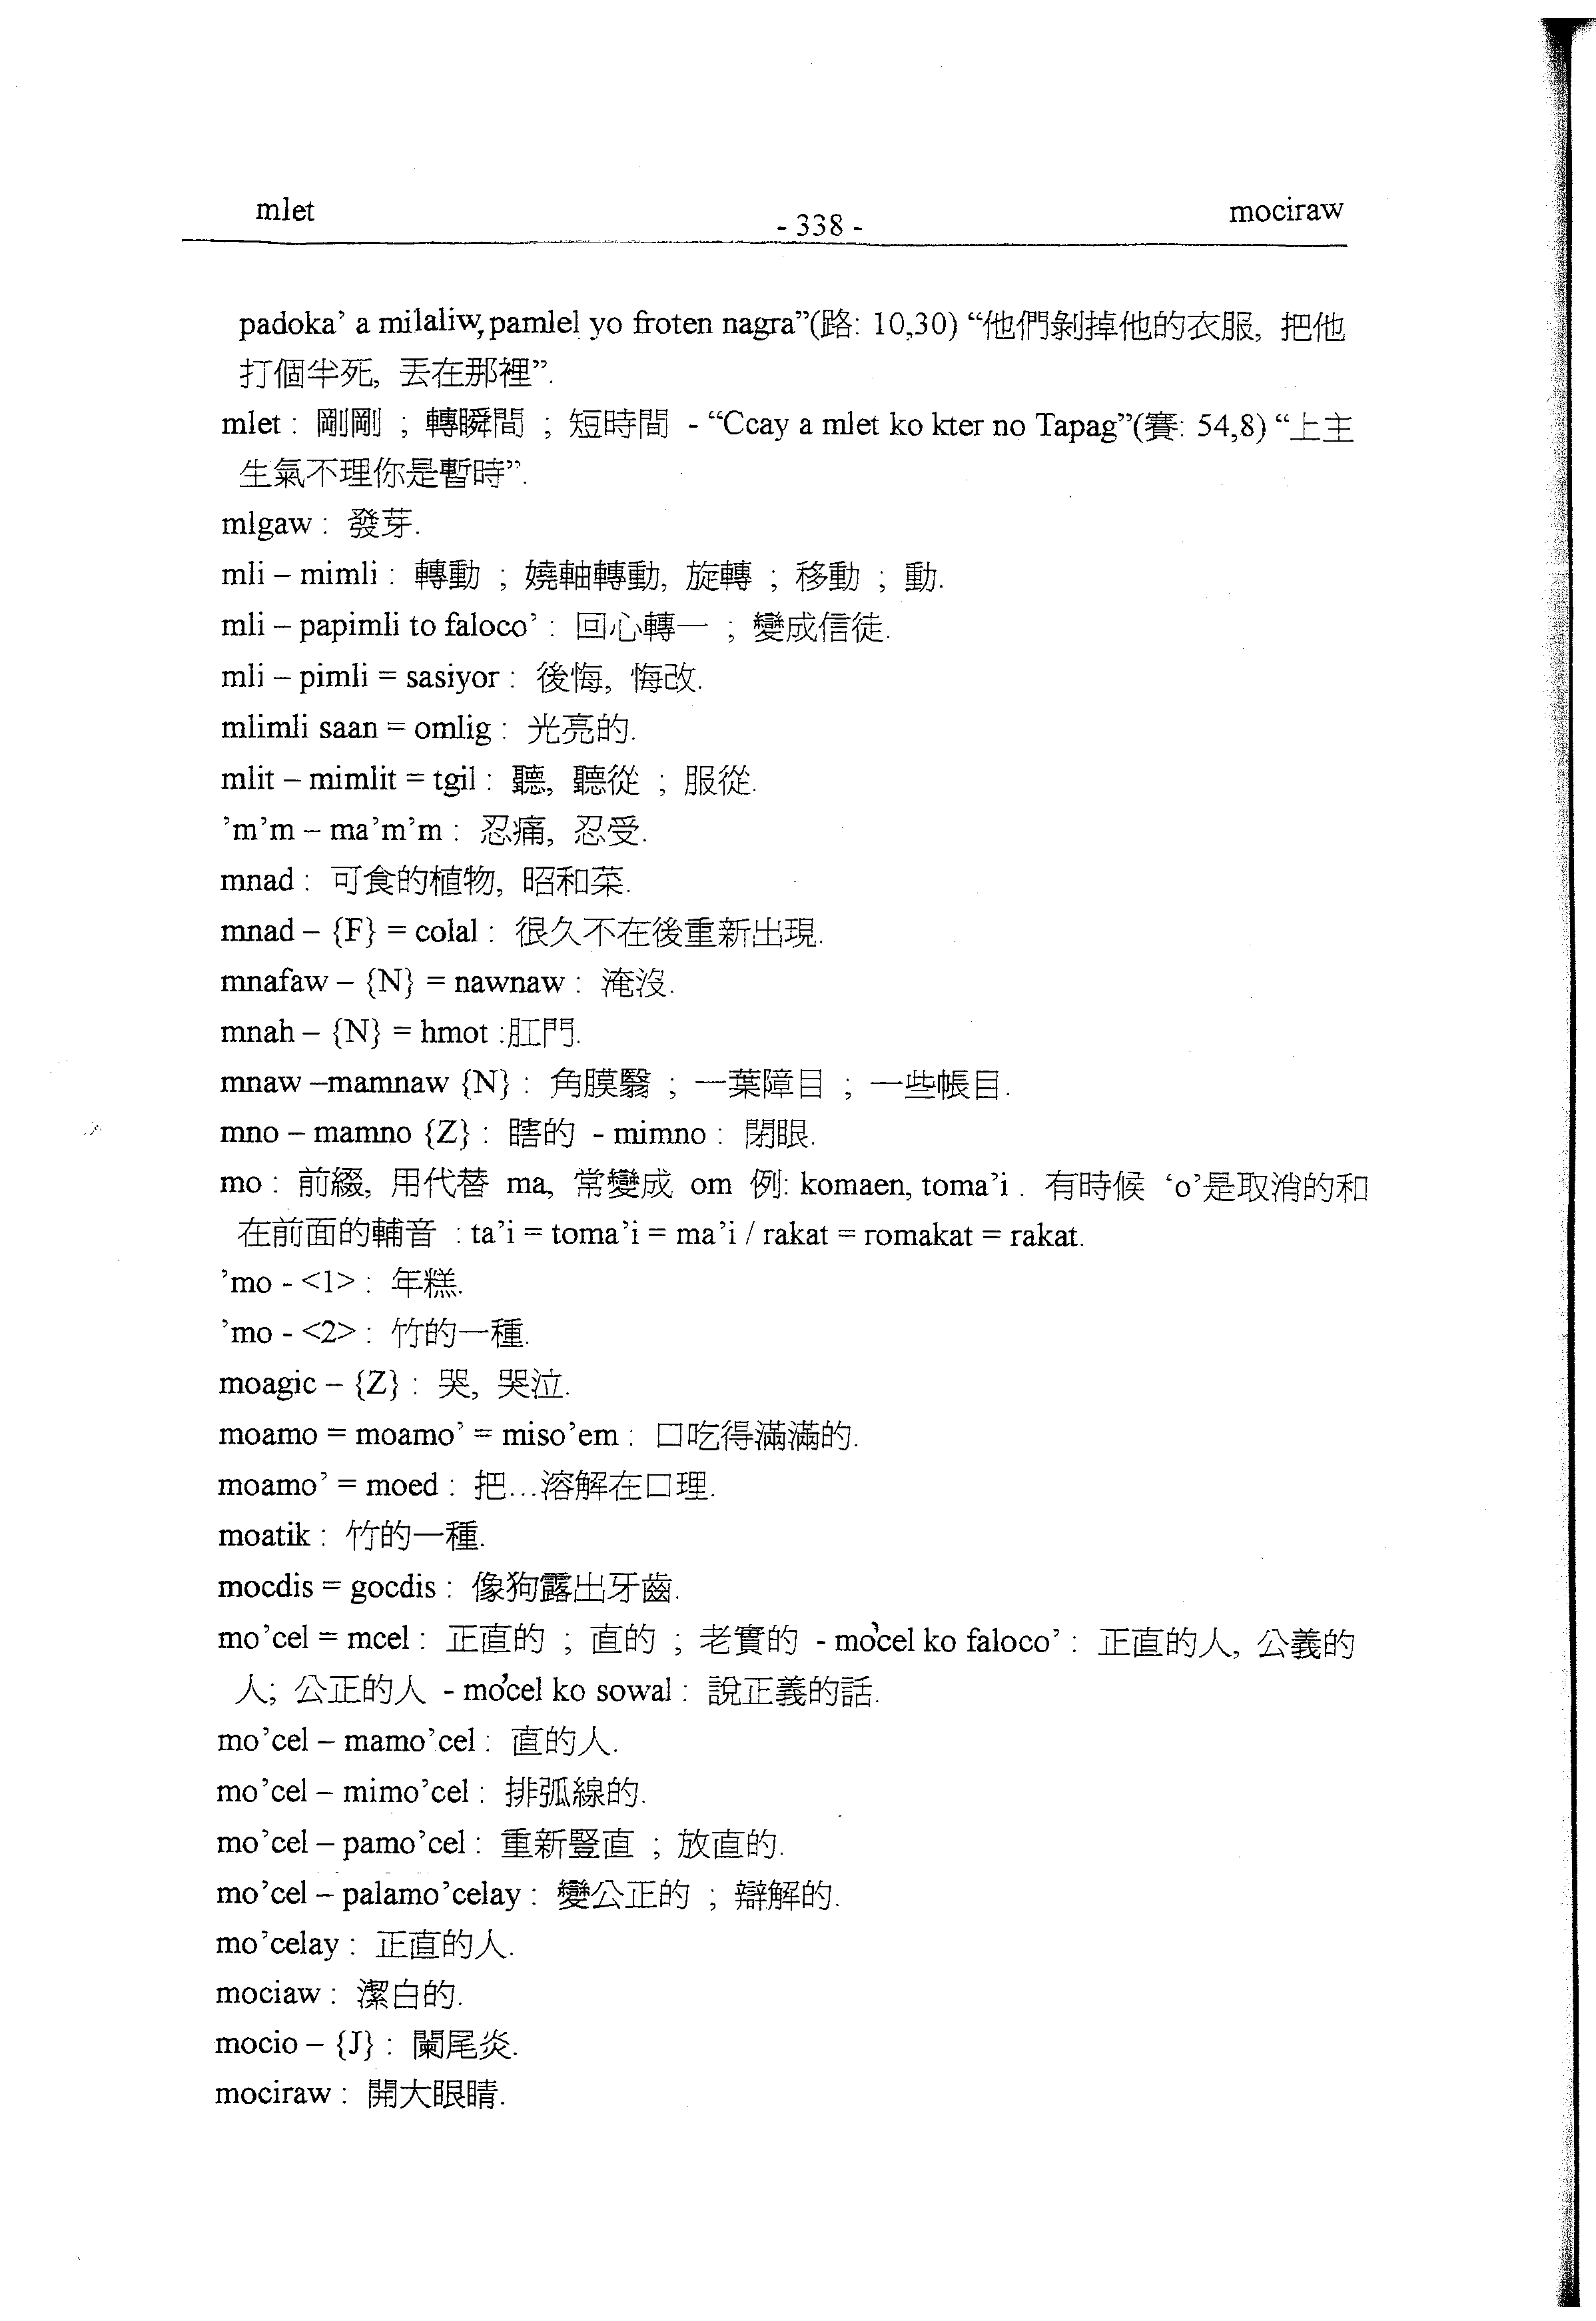 mlet
- 338 -
mociraw
padoka’ a milaliw, pamlel yo froten nagra”(路: 10,30) “他們剝掉他的衣服, 把他
打個半死, 丟在那裡”.
mlet : 剛剛 ; 轉瞬間 ; 短時間 - “Ccay a mlet ko kter no Tapag”(賽: 54,8) “上主
生氣不理你是暫時”.
mlgaw : 發芽.
mli – mimli : 轉動 ; 嬈軸轉動, 旋轉 ; 移動 ; 動.
mli – papimli to faloco’ : 回心轉一 ; 變成信徒.
mli – pimli = sasiyor : 後悔, 悔改.
mlimli saan = omlig : 光亮的.
mlit – mimlit = tgil : 聽, 聽從 ; 服從.
’m’m – ma’m’m : 忍痛, 忍受.
mnad : 可食的植物, 昭和菜.
mnad – {F} = colal : 很久不在後重新出現.
mnafaw – {N} = nawnaw : 淹沒.
mnah – {N} = hmot :肛門.
mnaw –mamnaw {N} : 角膜翳 ; 一葉障目 ; 一些帳目.
mno – mamno {Z} : 瞎的 - mimno : 閉眼.
mo : 前綴, 用代替 ma, 常變成 om 例: komaen, toma’i . 有時候 ‘o’是取消的和
在前面的輔音 : ta’i = toma’i = ma’i / rakat = romakat = rakat.
’mo - <1> : 年糕.
’mo - <2> : 竹的一種.
moagic – {Z} : 哭, 哭泣.
moamo = moamo’ = miso’em : 口吃得滿滿的.
moamo’ = moed : 把…溶解在口理.
moatik : 竹的一種.
mocdis = gocdis : 像狗露出牙齒.
mo’cel = mcel : 正直的 ; 直的 ; 老實的 - mo’cel ko faloco’ : 正直的人, 公義的
人; 公正的人 - mo’cel ko sowal : 說正義的話.
mo’cel – mamo’cel : 直的人.
mo’cel – mimo’cel : 排弧線的.
mo’cel – pamo’cel : 重新豎直 ; 放直的.
mo’cel – palamo’celay : 變公正的 ; 辯解的.
mo’celay : 正直的人.
mociaw : 潔白的.
mocio – {J} : 闌尾炎.
mociraw : 開大眼睛.